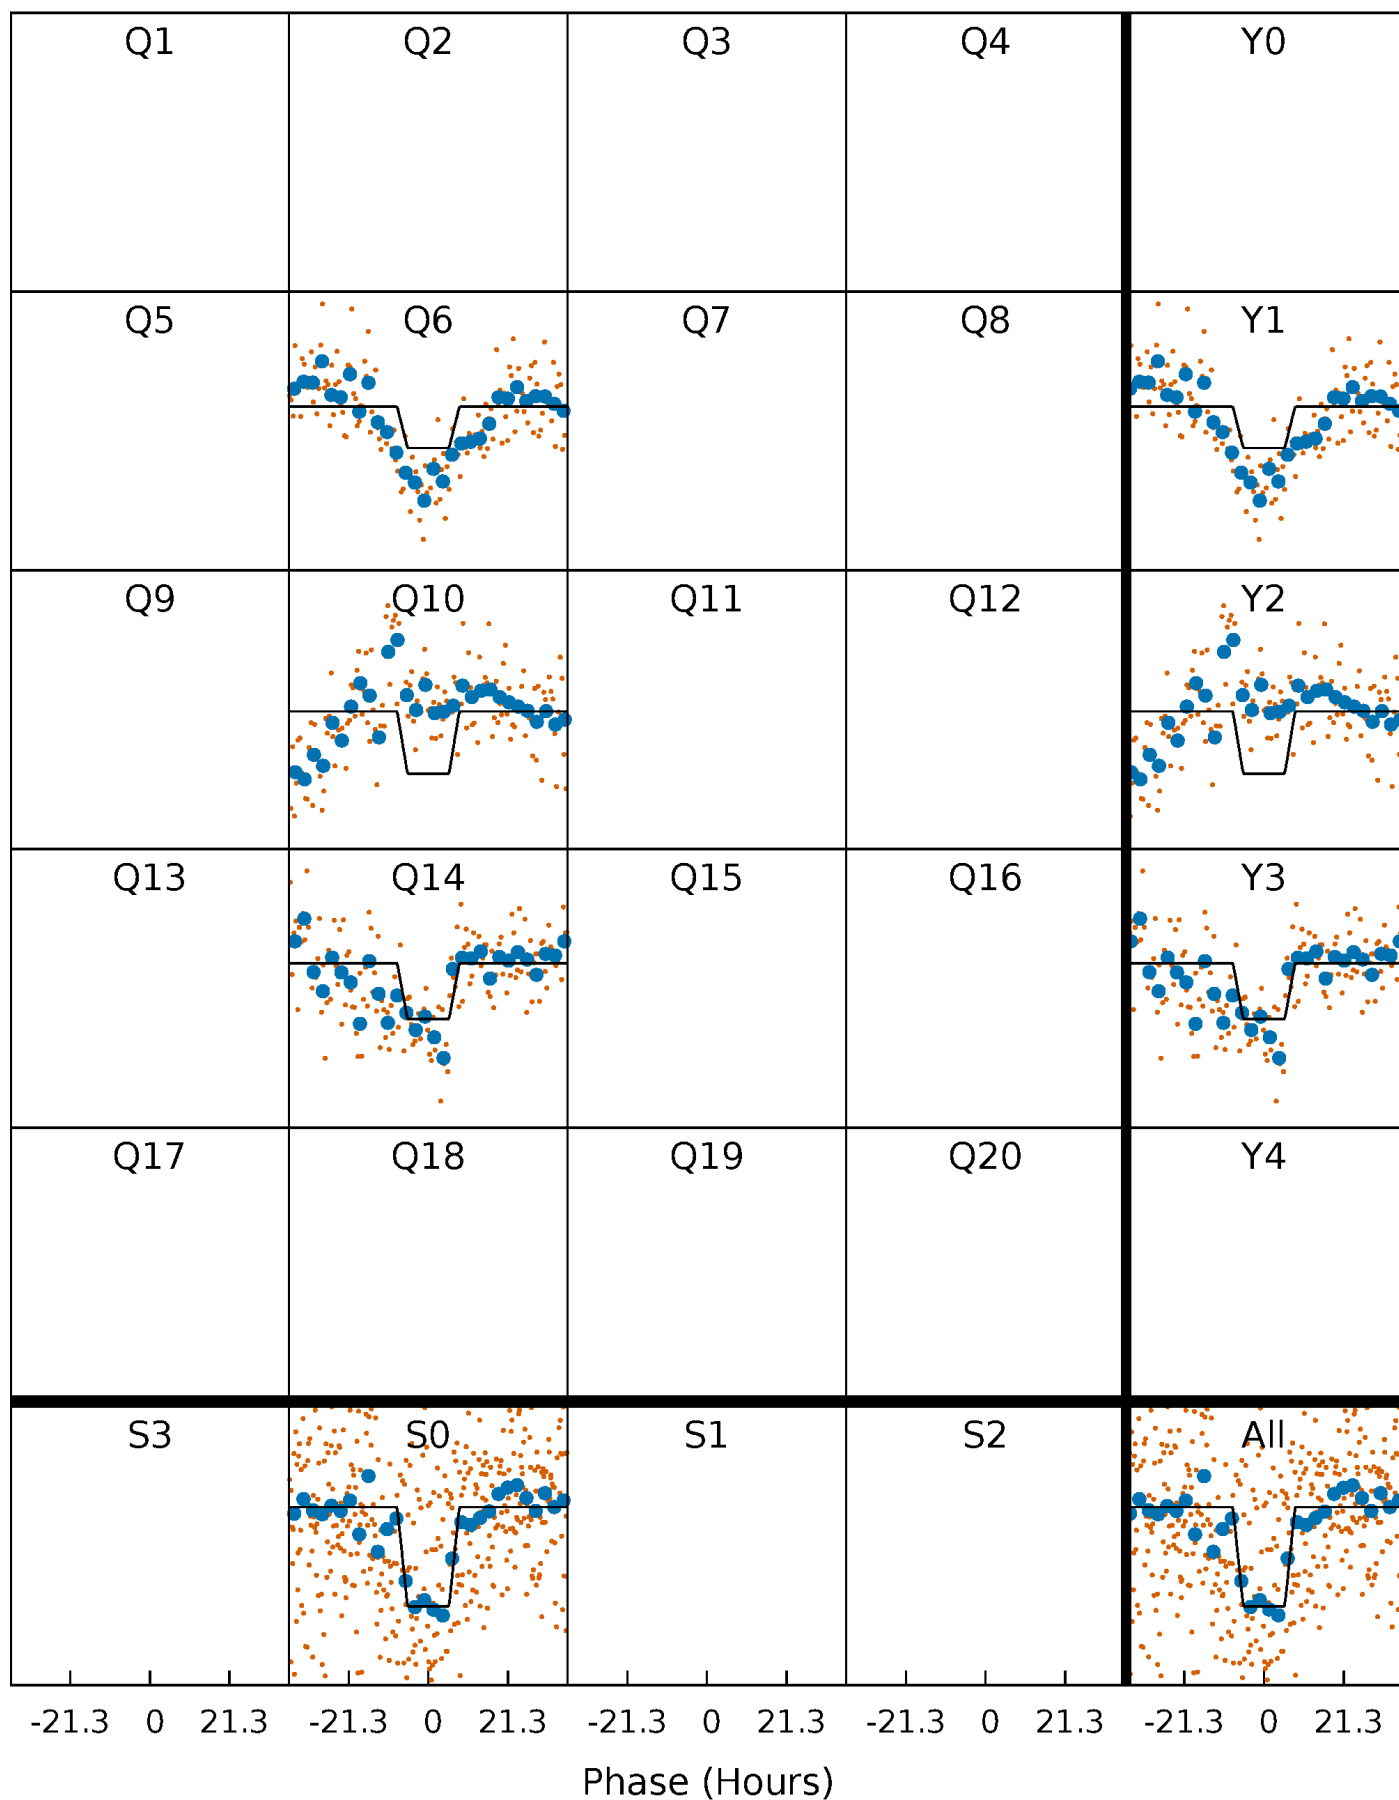 Q1 Q2 Q3 Q4 Y0
Q5 Q6 Q7 Q8 Y1
Q9 Q10 Q11 Q12 Y2
Q13 Q14 Q15 Q16 Y3
Q17 Q18 Q19 Q20 Y4
S3 S0 S1 S2 All
-21.3 0 21.3 -21.3 0 21.3 -21.3 0 21.3 -21.3 0 21.3 -21.3 0 21.3
Phase (Hours)